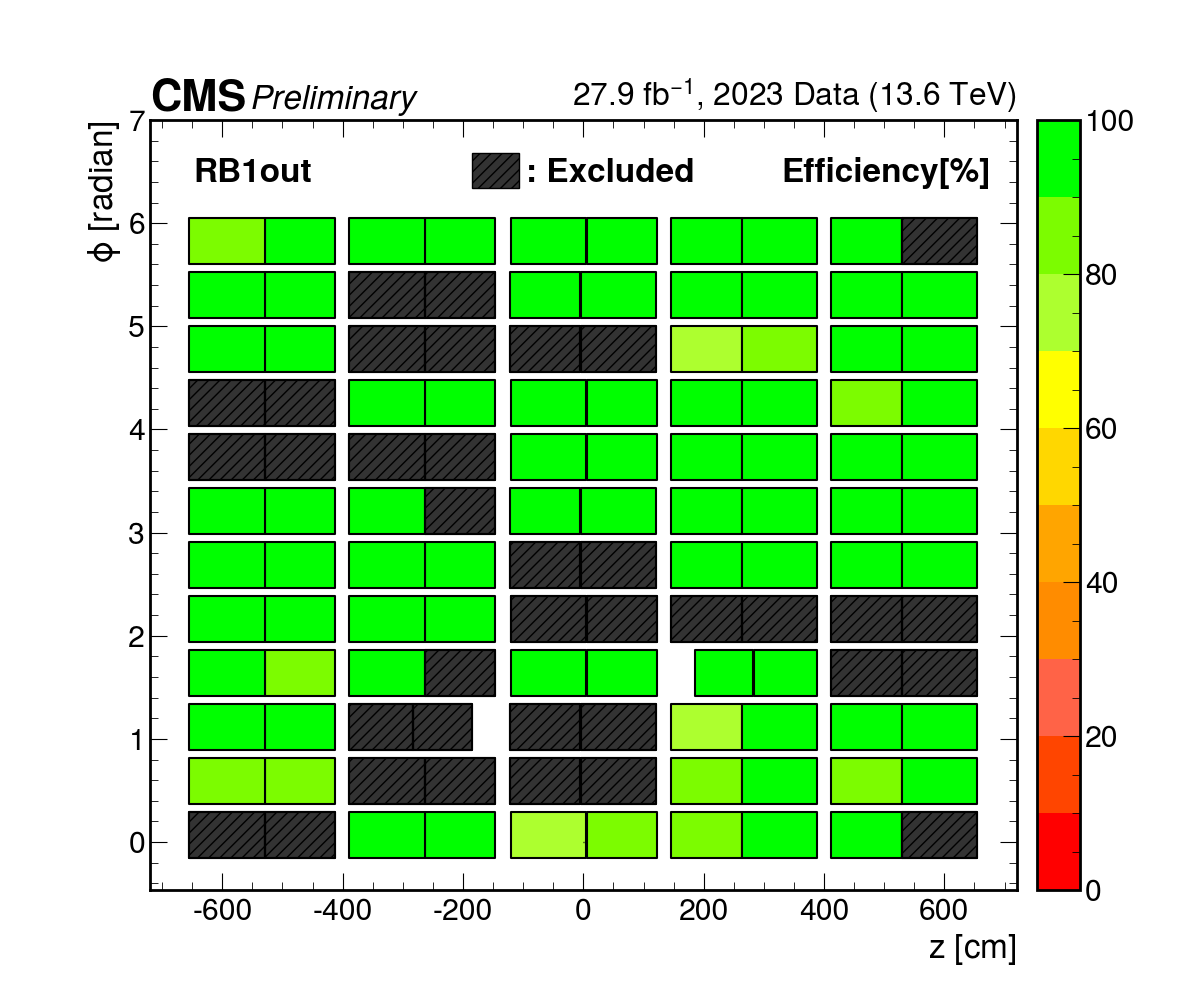 CMS Preliminary 27.9 fb⁻¹, 2023 Data (13.6 TeV)
RB1out : Excluded Efficiency[%]
ϕ [radian]
7
6
5
4
3
2
1
0
-600 -400 -200 0 200 400 600
z [cm]
100
80
60
40
20
0